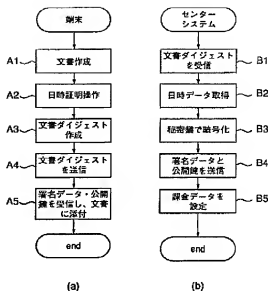 端末
A1
文書作成
A2
日時証明操作
A3
文書ダイジェスト
作成
A4
文書ダイジェスト
を送信
A5
署名データ・公開
鍵を受信し、文書
に添付
end
(a)
センター
システム
文書ダイジェスト
を受信
B1
日時データ取得
B2
秘密鍵で暗号化
B3
署名データと
公開鍵を送信
B4
課金データを
設定
B5
end
(b)